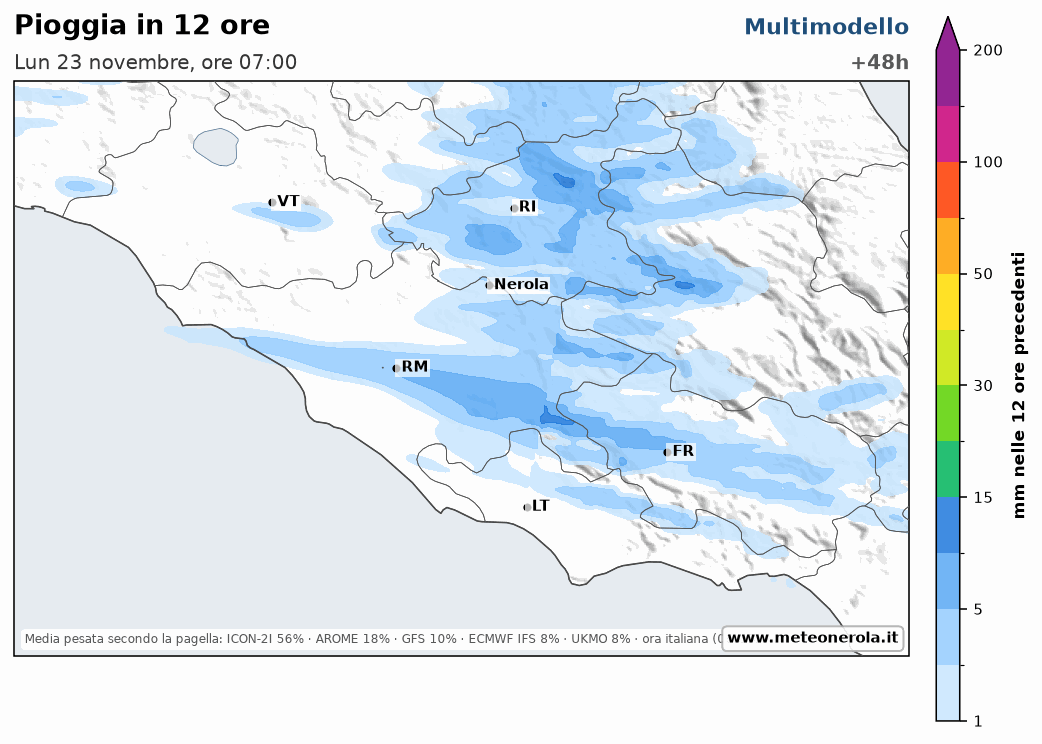 Pioggia in 12 ore
Multimodello
Lun 23 novembre, ore 07:00
+48h
200
100
50
30
15
5
1
mm nelle 12 ore precedenti
VT
RI
Nerola
RM
FR
LT
Media pesata secondo la pagella: ICON-2I 56% · AROME 18% · GFS 10% · ECMWF IFS 8% · UKMO 8% · ora italiana (
www.meteonerola.it